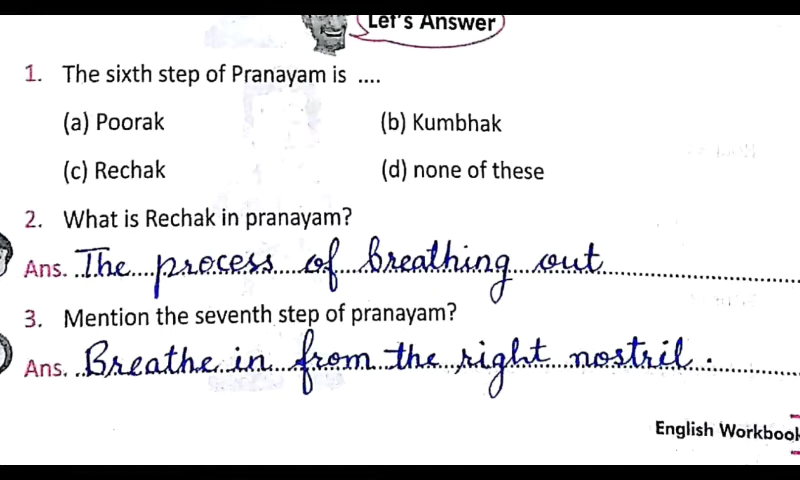 Let's Answer
1. The sixth step of Pranayam is ....
(a) Poorak (b) Kumbhak
(c) Rechak (d) none of these
2. What is Rechak in pranayam?
Ans. The process of breathing out
3. Mention the seventh step of pranayam?
Ans. Breathe in from the right nostril.
English Workbook